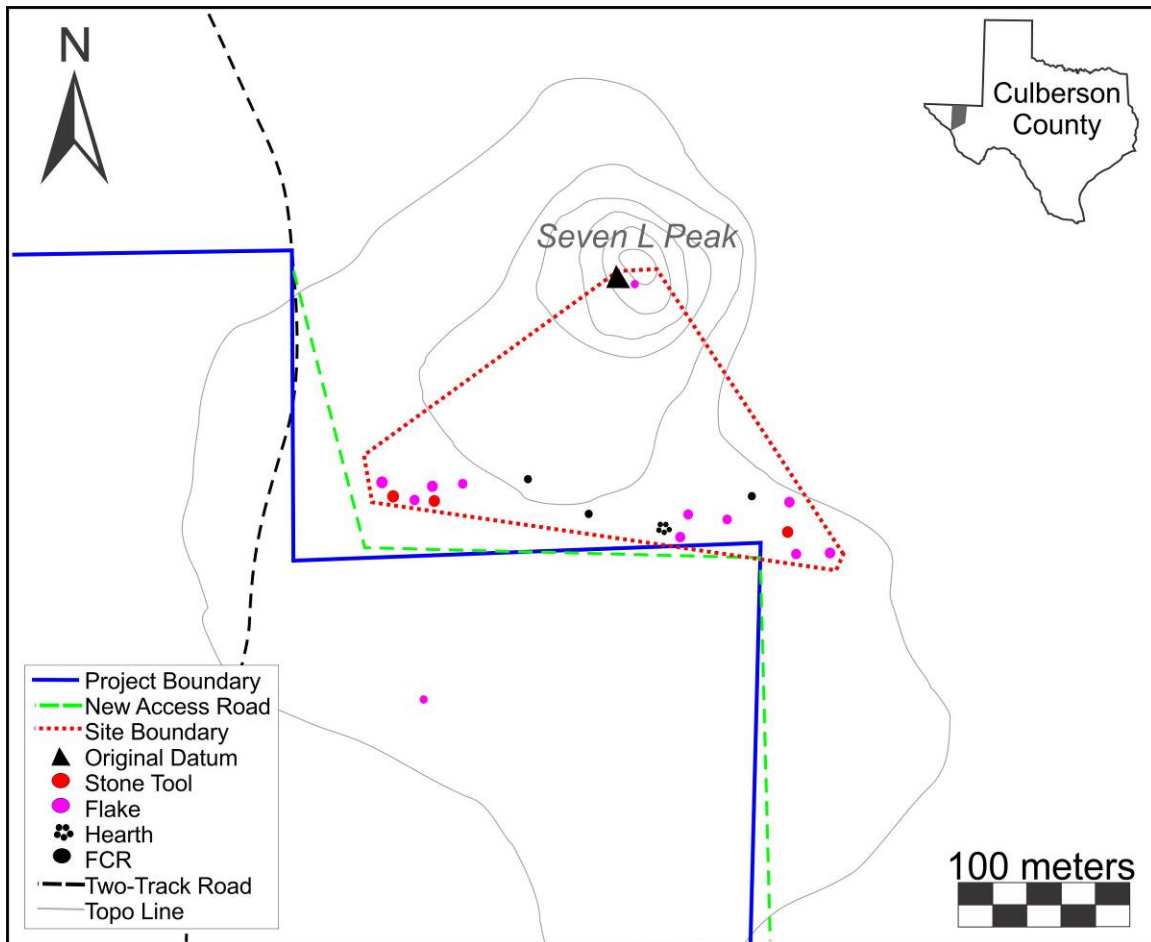 N
Culberson
County
Seven L Peak
Project Boundary
New Access Road
Site Boundary
Original Datum
Stone Tool
Flake
Hearth
FCR
Two-Track Road
Topo Line
100 meters